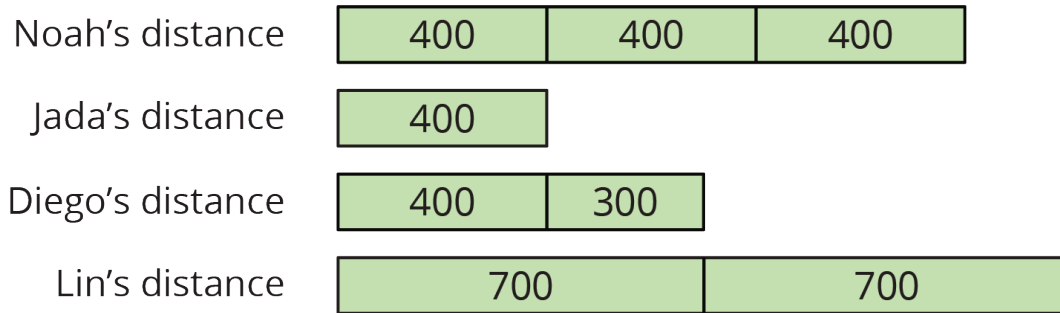 Noah’s distance 400 400 400
Jada’s distance 400
Diego’s distance 400 300
Lin’s distance 700 700